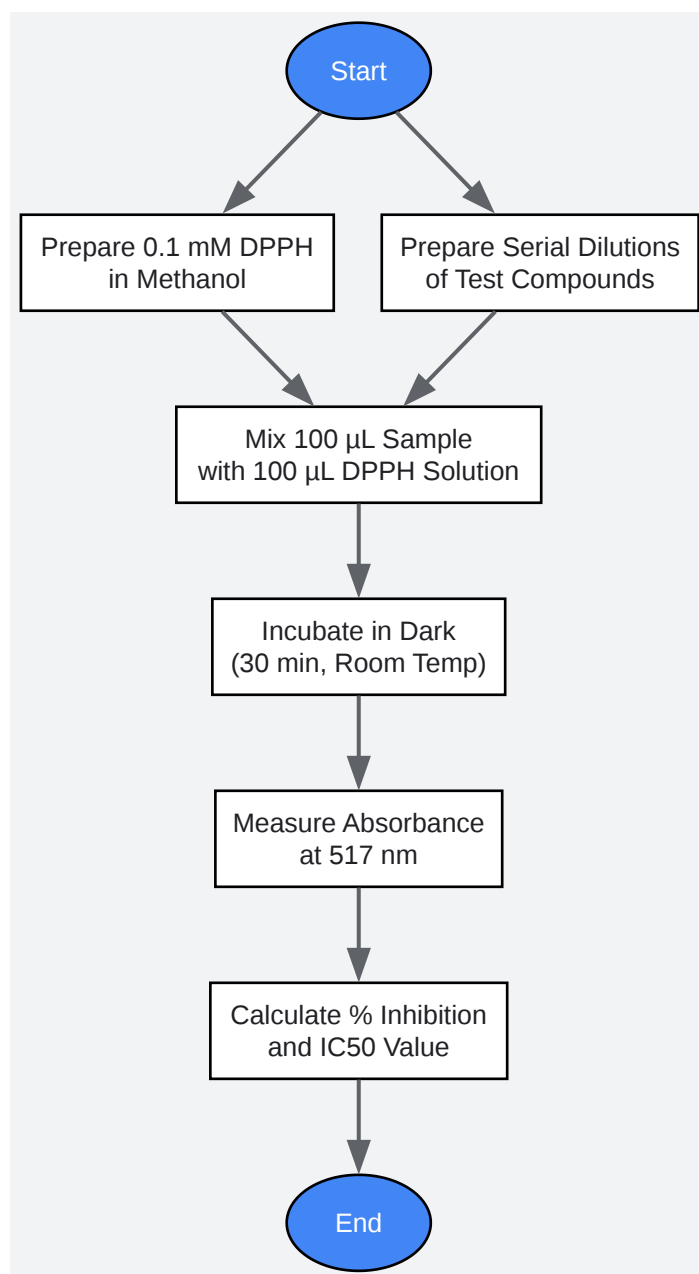 Start
Prepare 0.1 mM DPPH
in Methanol
Prepare Serial Dilutions
of Test Compounds
Mix 100 µL Sample
with 100 µL DPPH Solution
Incubate in Dark
(30 min, Room Temp)
Measure Absorbance
at 517 nm
Calculate % Inhibition
and IC50 Value
End